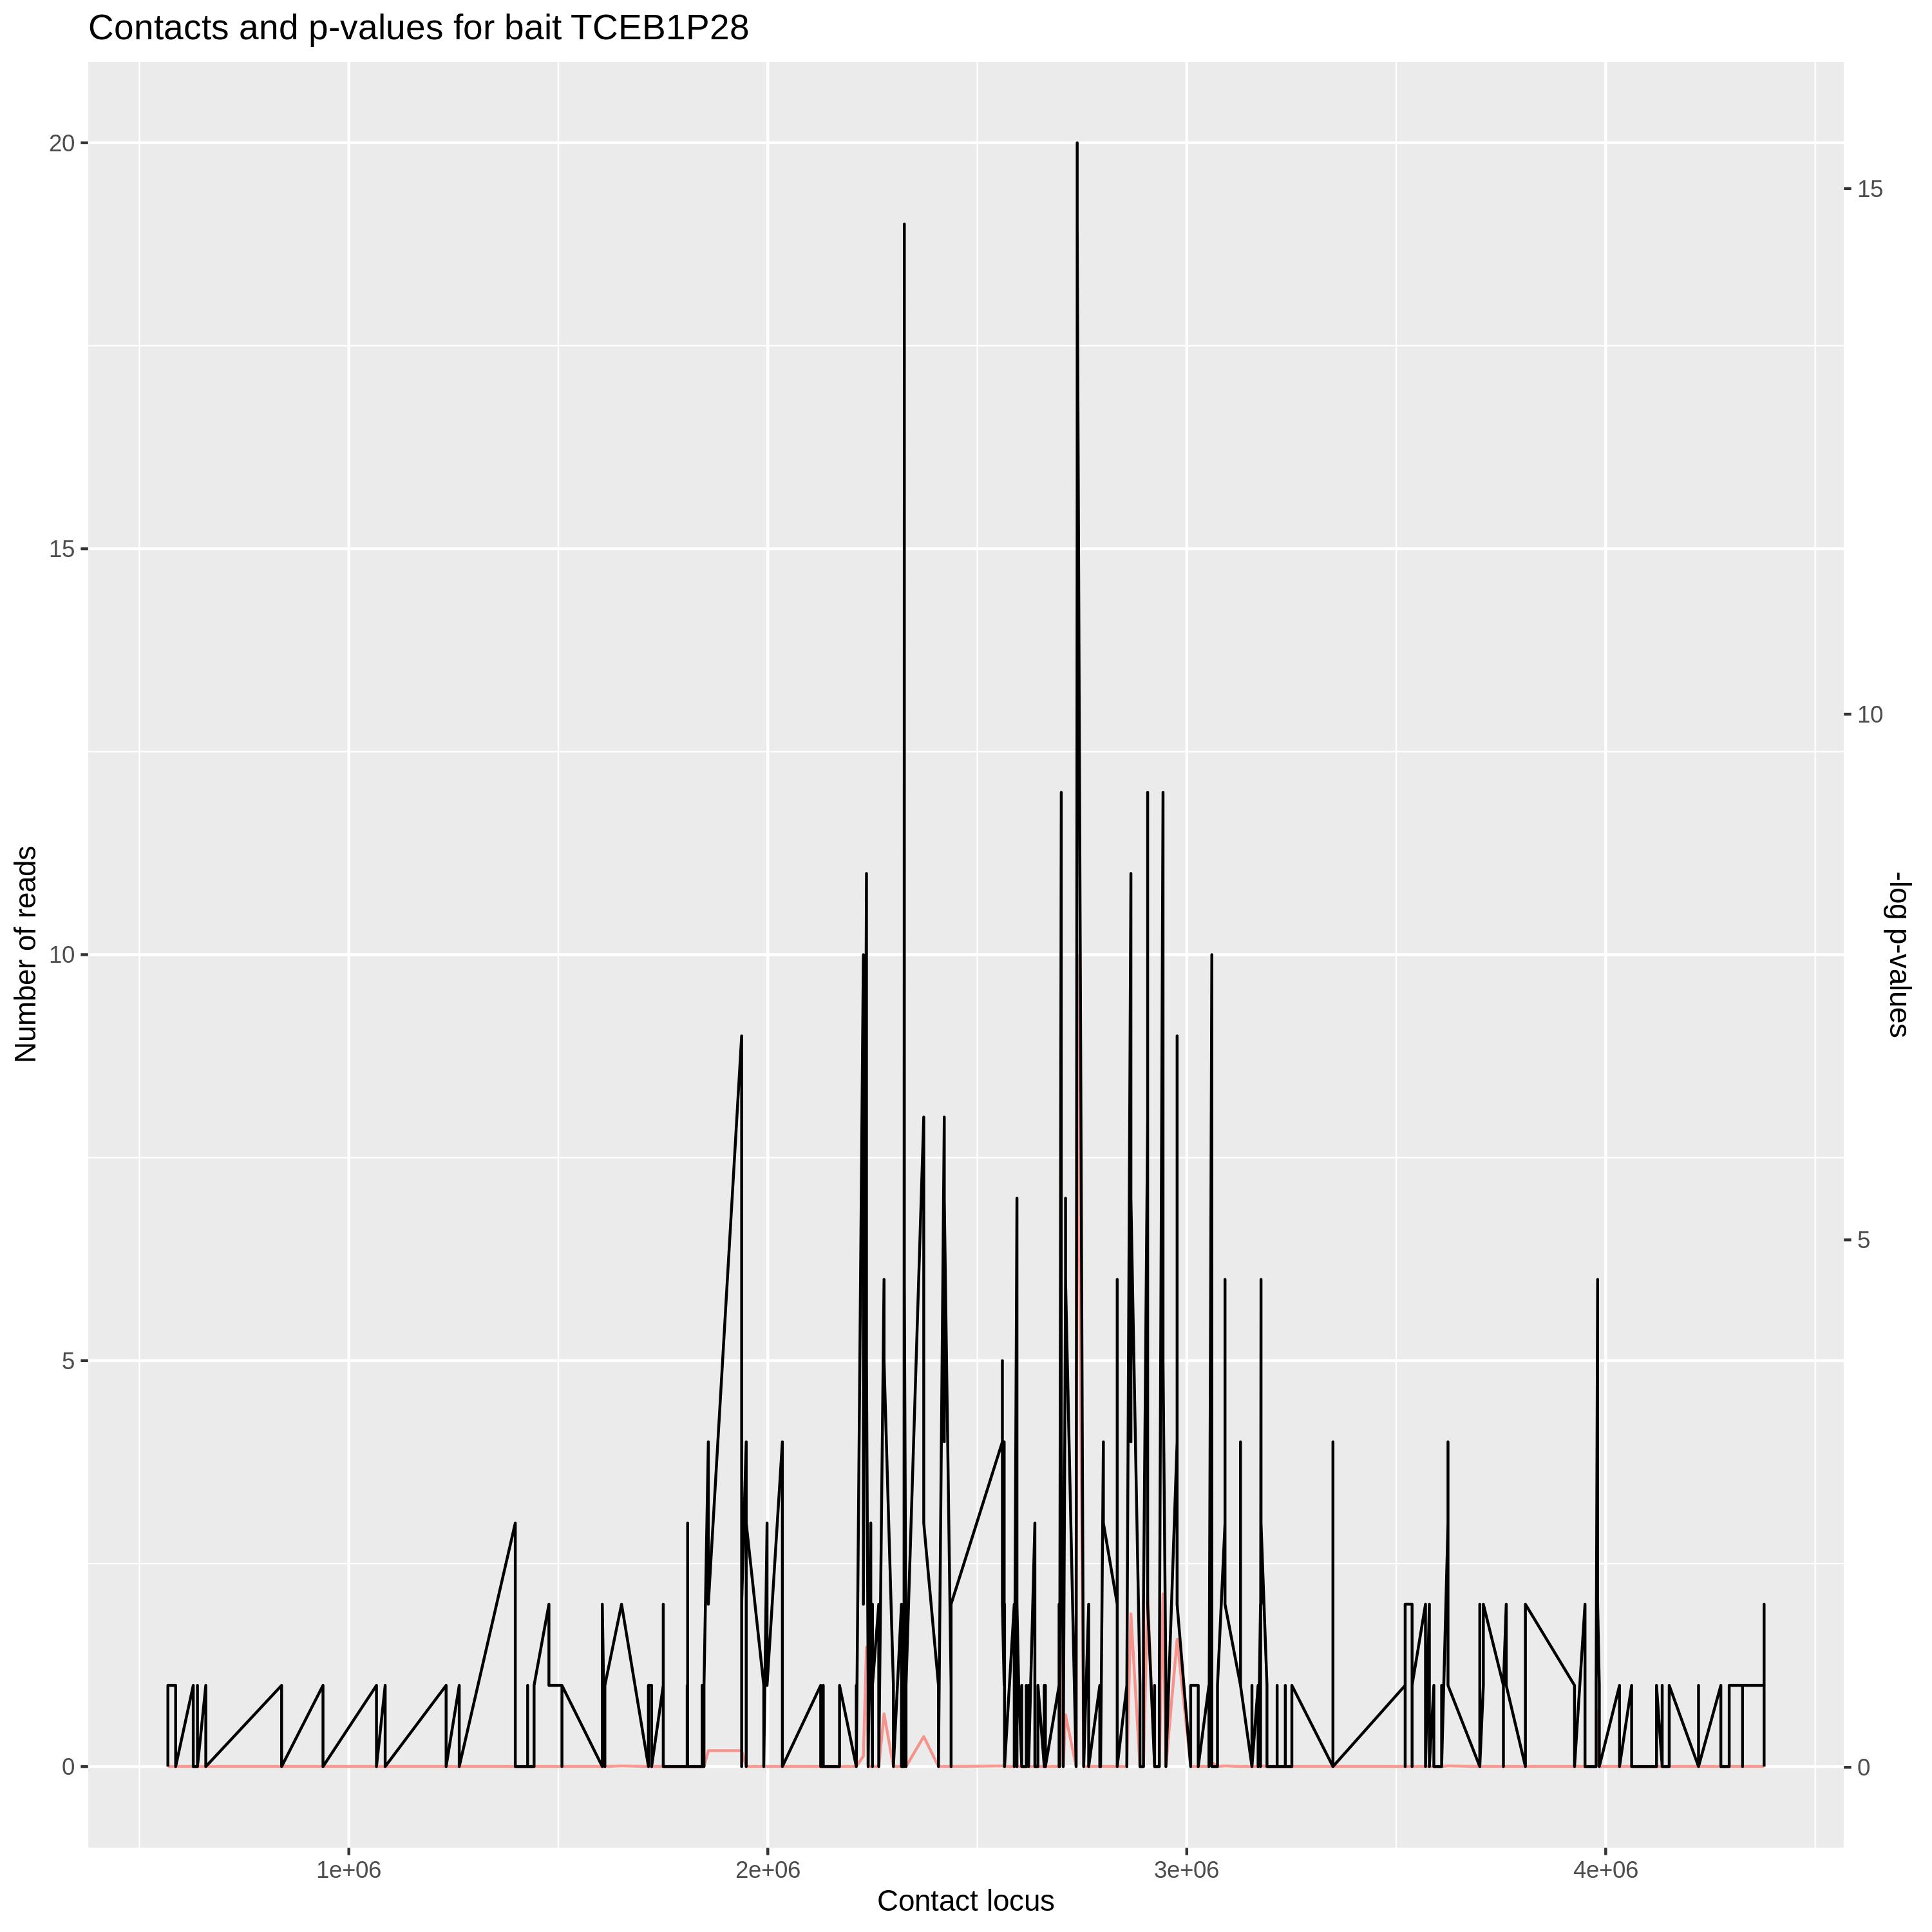 Contacts and p-values for bait TCEB1P28
20
15
10
5
0
Number of reads
15
10
5
0
-log p-values
1e+06 2e+06 3e+06 4e+06
Contact locus